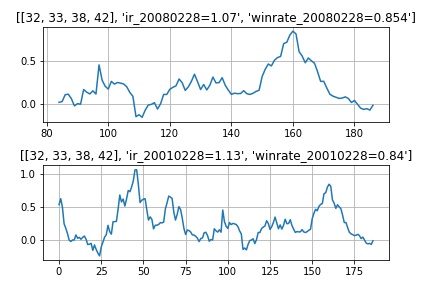 [[32, 33, 38, 42], 'ir_20080228=1.07', 'winrate_20080228=0.854']
0.5
0.0
80 100 120 140 160 180
[[32, 33, 38, 42], 'ir_20010228=1.13', 'winrate_20010228=0.84']
1.0
0.5
0.0
0 25 50 75 100 125 150 175